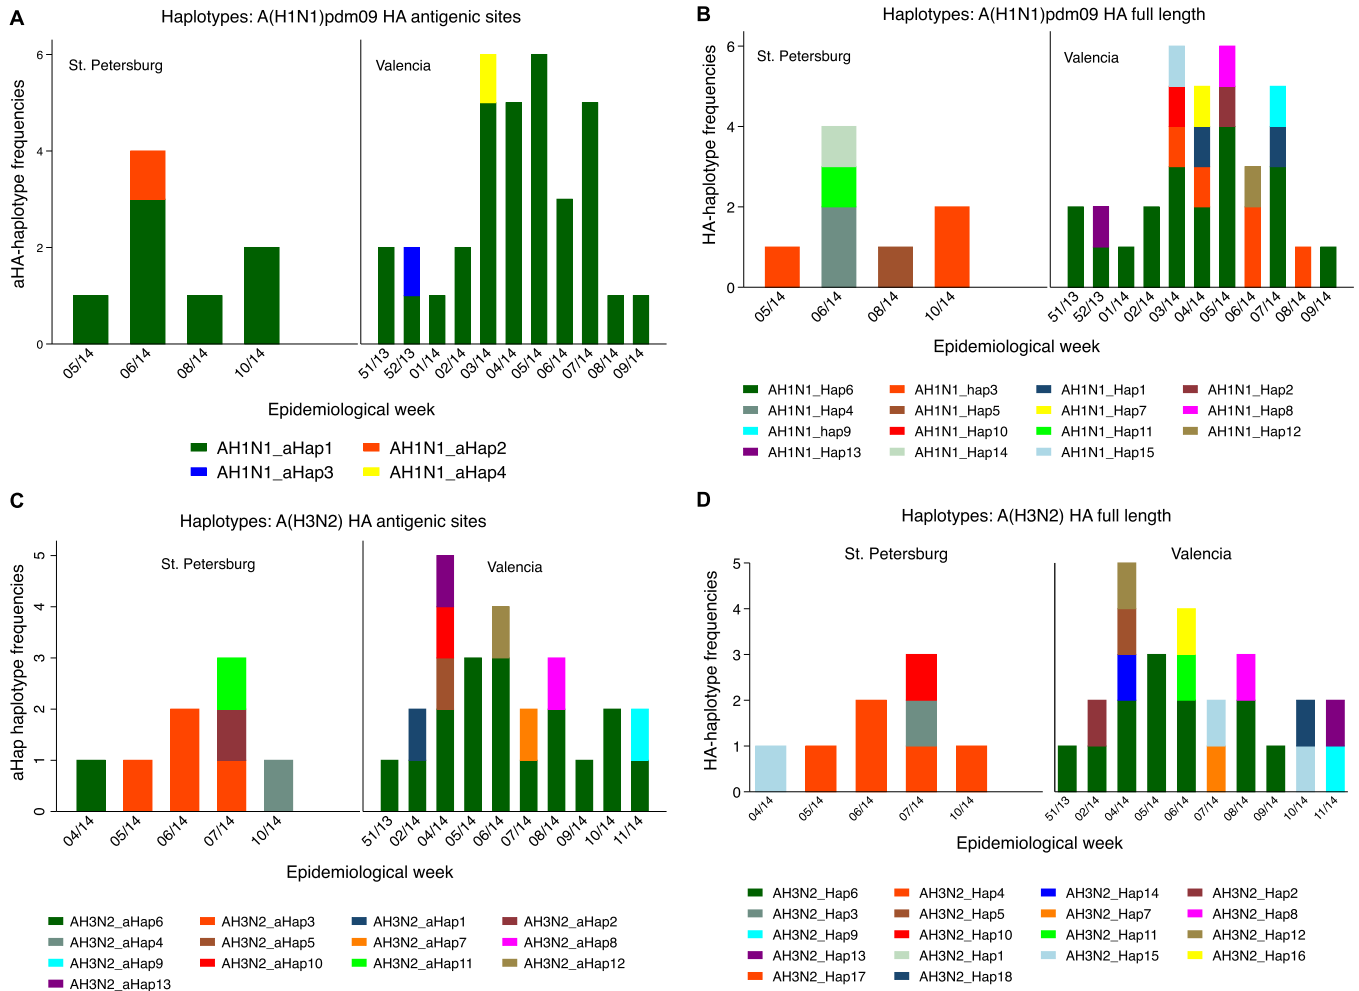 A
Haplotypes: A(H1N1)pdm09 HA antigenic sites
St. Petersburg
Valencia
aHA-haplotype frequencies
6
4
2
0
05/14 06/14 08/14 10/14
51/13 52/13 01/14 02/14 03/14 04/14 05/14 06/14 07/14 08/14 09/14
Epidemiological week
AH1N1_aHap1 AH1N1_aHap2
AH1N1_aHap3 AH1N1_aHap4
B
Haplotypes: A(H1N1)pdm09 HA full length
St. Petersburg
Valencia
HA-haplotype frequencies
6
4
2
0
05/14 06/14 08/14 10/14
51/13 52/13 01/14 02/14 03/14 04/14 05/14 06/14 07/14 08/14 09/14
Epidemiological week
AH1N1_Hap6 AH1N1_hap3 AH1N1_Hap1 AH1N1_Hap2
AH1N1_Hap4 AH1N1_Hap5 AH1N1_Hap7 AH1N1_Hap8
AH1N1_hap9 AH1N1_Hap10 AH1N1_Hap11 AH1N1_Hap12
AH1N1_Hap13 AH1N1_Hap14 AH1N1_Hap15
C
Haplotypes: A(H3N2) HA antigenic sites
St. Petersburg
Valencia
aHap haplotype frequencies
5
4
3
2
1
0
04/14 05/14 06/14 07/14 10/14
51/13 02/14 04/14 05/14 06/14 07/14 08/14 09/14 10/14 11/14
Epidemiological week
AH3N2_aHap6 AH3N2_aHap3 AH3N2_aHap1 AH3N2_aHap2
AH3N2_aHap4 AH3N2_aHap5 AH3N2_aHap7 AH3N2_aHap8
AH3N2_aHap9 AH3N2_aHap10 AH3N2_aHap11 AH3N2_aHap12
AH3N2_aHap13
D
Haplotypes: A(H3N2) HA full length
St. Petersburg
Valencia
HA-haplotype frequencies
5
4
3
2
1
0
04/14 05/14 06/14 07/14 10/14
51/13 02/14 04/14 05/14 06/14 07/14 08/14 09/14 10/14 11/14
Epidemiological week
AH3N2_Hap6 AH3N2_Hap4 AH3N2_Hap14 AH3N2_Hap2
AH3N2_Hap3 AH3N2_Hap5 AH3N2_Hap7 AH3N2_Hap8
AH3N2_Hap9 AH3N2_Hap10 AH3N2_Hap11 AH3N2_Hap12
AH3N2_Hap13 AH3N2_Hap1 AH3N2_Hap15 AH3N2_Hap16
AH3N2_Hap17 AH3N2_Hap18